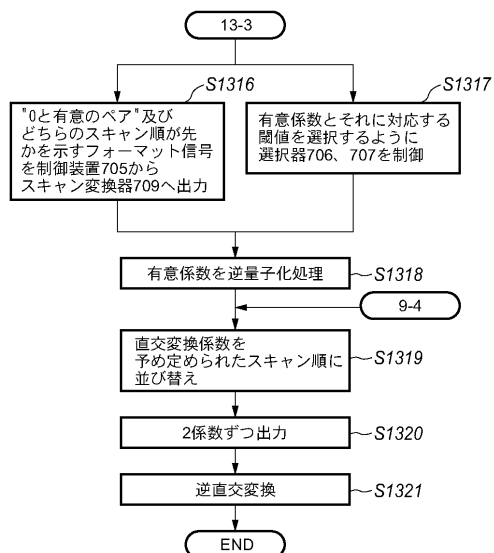 13-3
S1316
"0と有意のペア"及び
どちらのスキャン順が先
かを示すフォーマット信号
を制御装置705から
スキャン変換器709へ出力
S1317
有意係数とそれに対応する
閾値を選択するように
選択器706、707を制御
有意係数を逆量子化処理
S1318
9-4
直交変換係数を
予め定められたスキャン順に
並び替え
S1319
2係数ずつ出力
S1320
逆直交変換
S1321
END